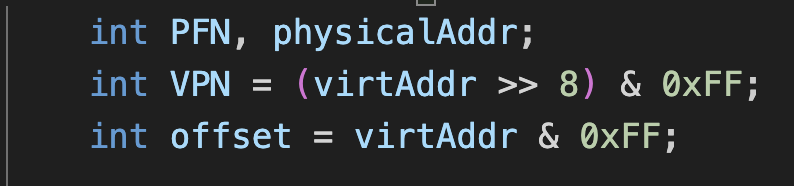 int PFN, physicalAddr;
int VPN = (virtAddr >> 8) & 0xFF;
int offset = virtAddr & 0xFF;